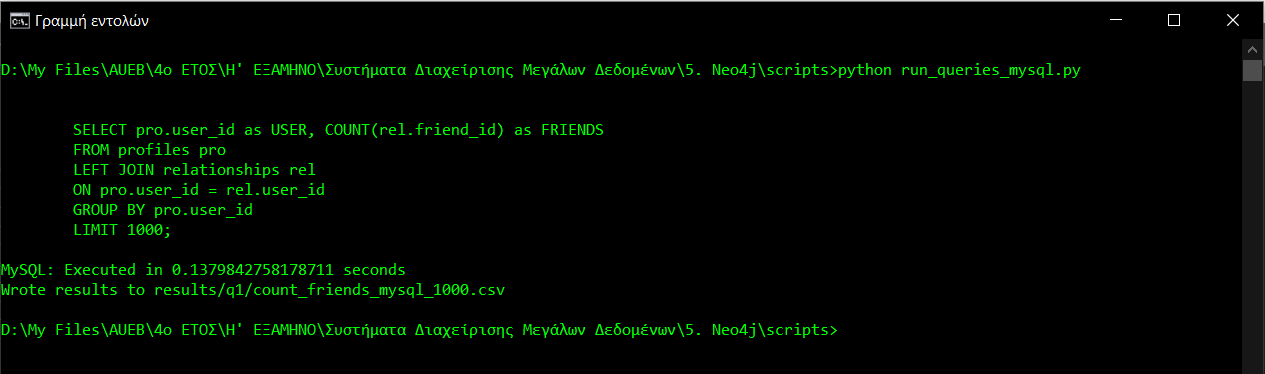 Γραμμή εντολών
D:\My Files\AUEB\4ο ΕΤΟΣ\Η' ΕΞΑΜΗΝΟ\Συστήματα Διαχείρισης Μεγάλων Δεδομένων\5. Neo4j\scripts>python run_queries_mysql.py
SELECT pro.user_id as USER, COUNT(rel.friend_id) as FRIENDS
FROM profiles pro
LEFT JOIN relationships rel
ON pro.user_id = rel.user_id
GROUP BY pro.user_id
LIMIT 1000;
MySQL: Executed in 0.1379842758178711 seconds
Wrote results to results/q1/count_friends_mysql_1000.csv
D:\My Files\AUEB\4ο ΕΤΟΣ\Η' ΕΞΑΜΗΝΟ\Συστήματα Διαχείρισης Μεγάλων Δεδομένων\5. Neo4j\scripts>